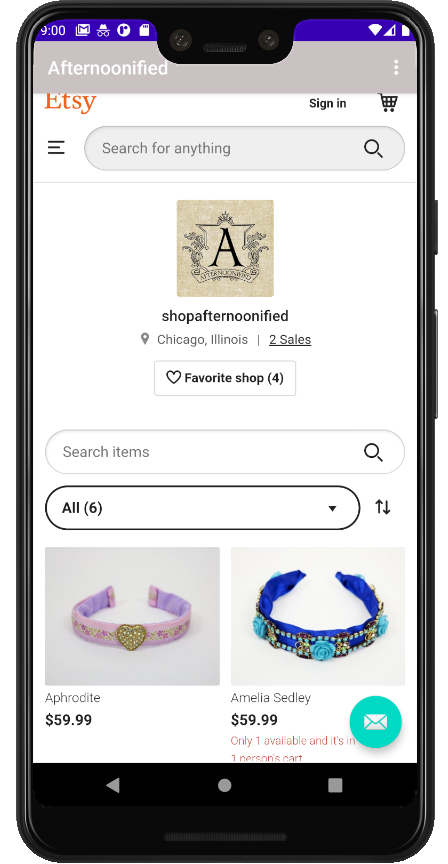 9:00
Afternoonified
Etsy
Sign in
Search for anything
A
AFTERNOONIFIED
shopafternoonified
Chicago, Illinois | 2 Sales
Favorite shop (4)
Search items
All (6)
Aphrodite
$59.99
Amelia Sedley
$59.99
Only 1 available and it's in
1 person's cart